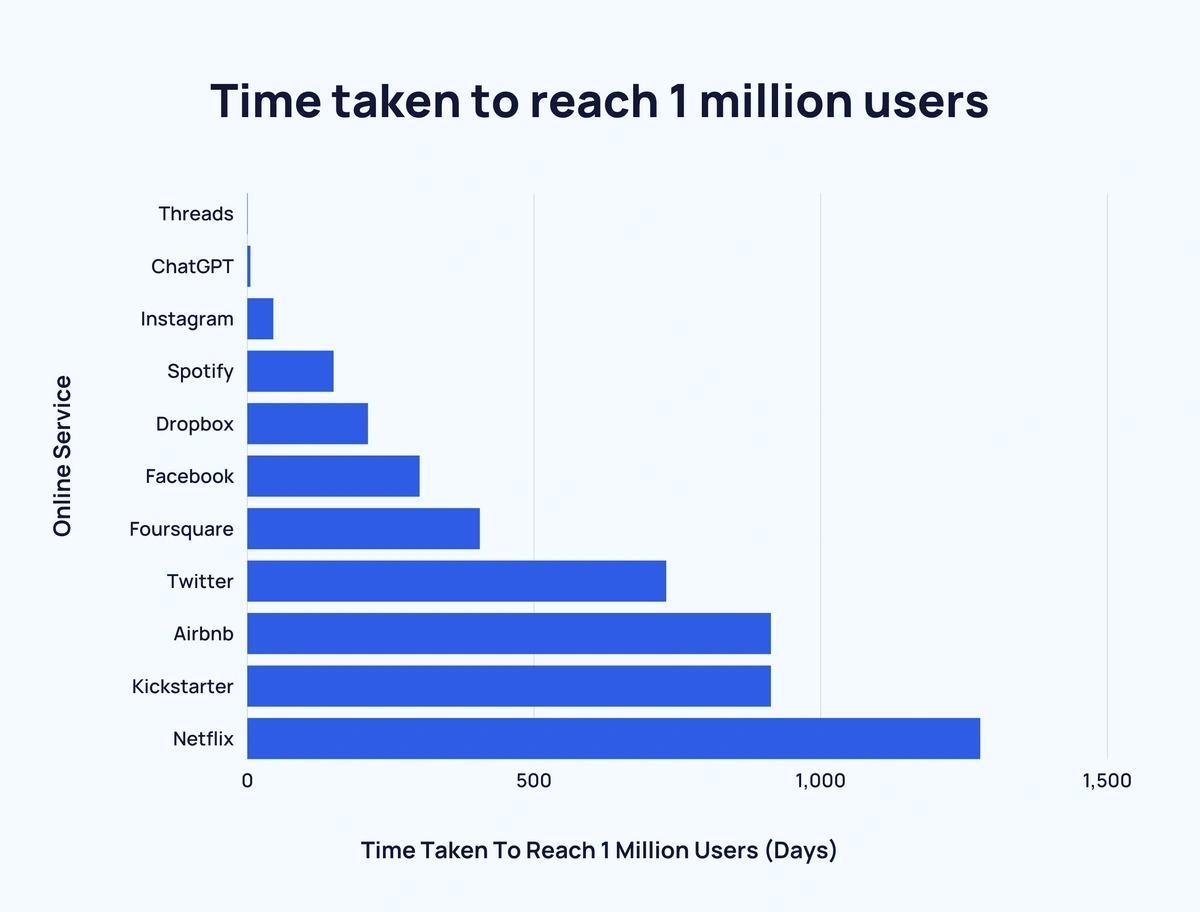 Time taken to reach 1 million users
Online Service
Threads
ChatGPT
Instagram
Spotify
Dropbox
Facebook
Foursquare
Twitter
Airbnb
Kickstarter
Netflix
0 500 1,000 1,500
Time Taken To Reach 1 Million Users (Days)